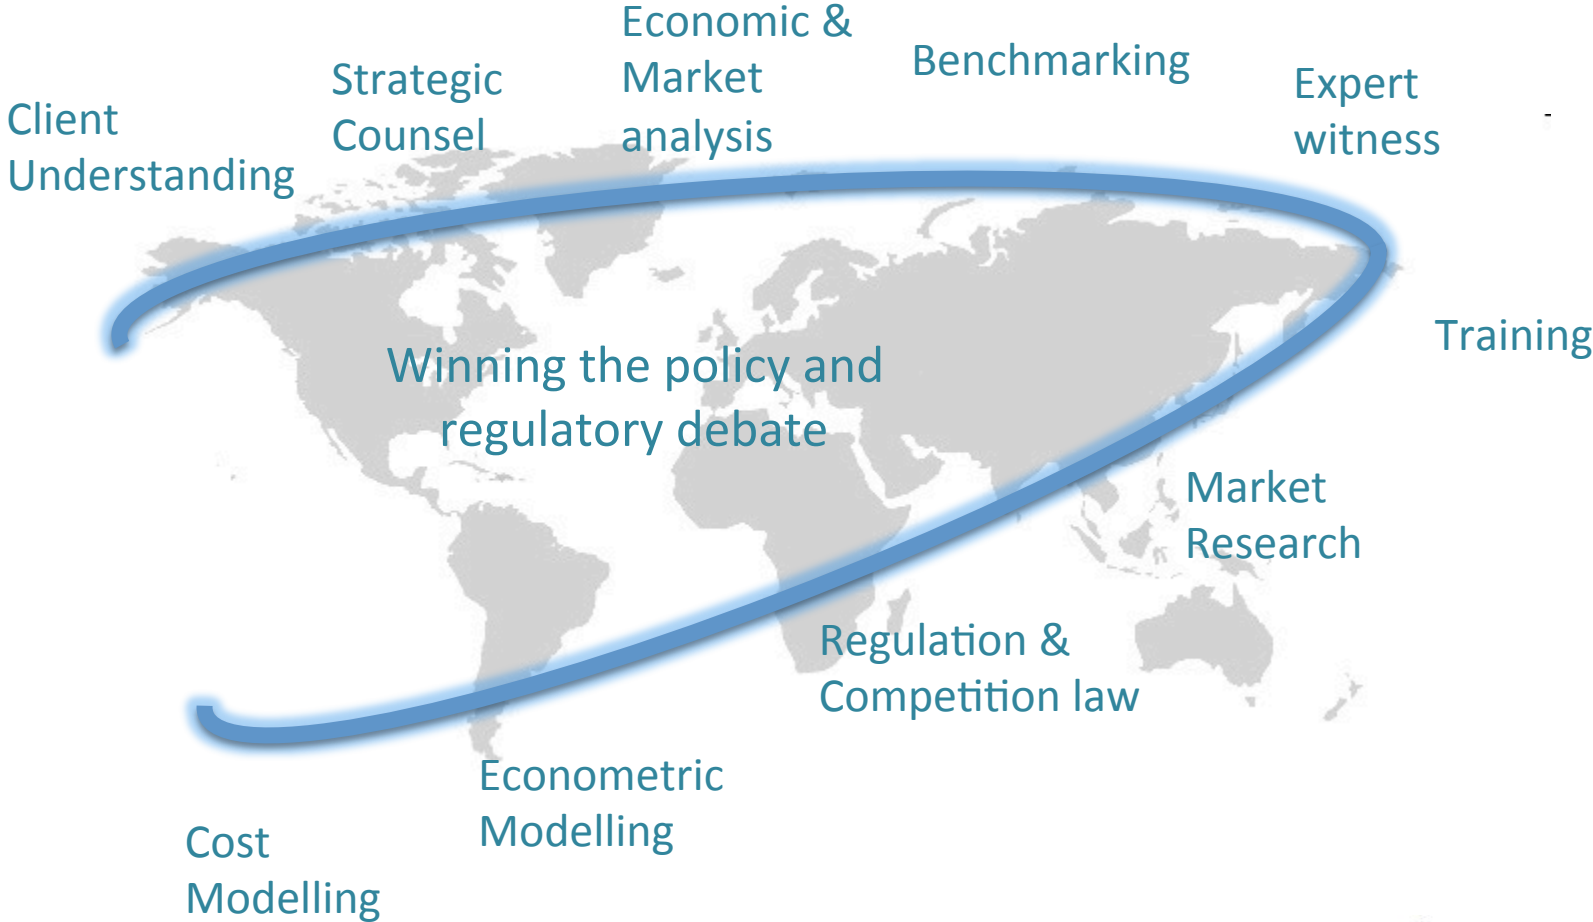 Client
Understanding
Strategic
Counsel
Economic &
Market
analysis
Benchmarking
Expert
witness
Training
Winning the policy and
regulatory debate
Market
Research
Regulation &
Competition law
Econometric
Modelling
Cost
Modelling